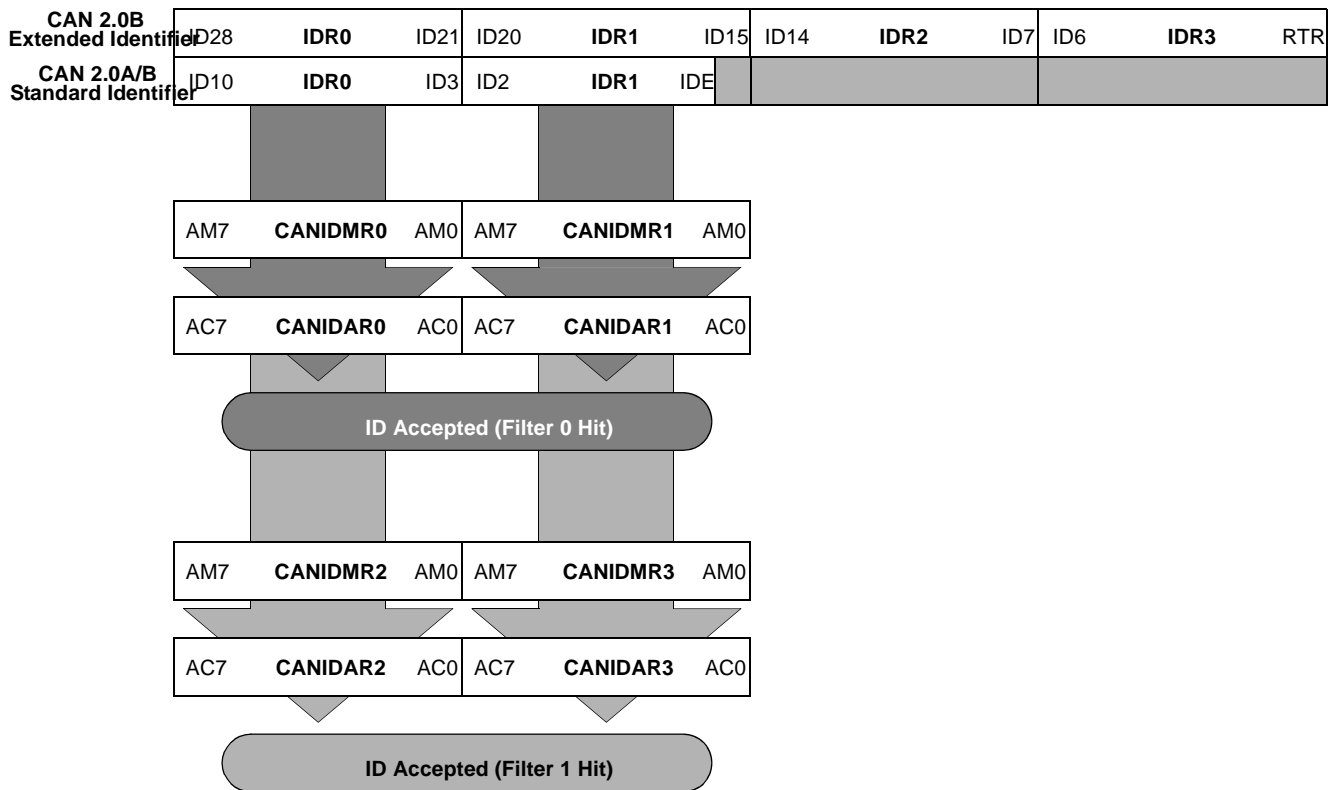 CAN 2.0B
Extended Identifier ID28 IDR0 ID21 ID20 IDR1 ID15 ID14 IDR2 ID7 ID6 IDR3 RTR
CAN 2.0A/B
Standard Identifier ID10 IDR0 ID3 ID2 IDR1 IDE
AM7 CANIDMR0 AM0 AM7 CANIDMR1 AM0
AC7 CANIDAR0 AC0 AC7 CANIDAR1 AC0
ID Accepted (Filter 0 Hit)
AM7 CANIDMR2 AM0 AM7 CANIDMR3 AM0
AC7 CANIDAR2 AC0 AC7 CANIDAR3 AC0
ID Accepted (Filter 1 Hit)